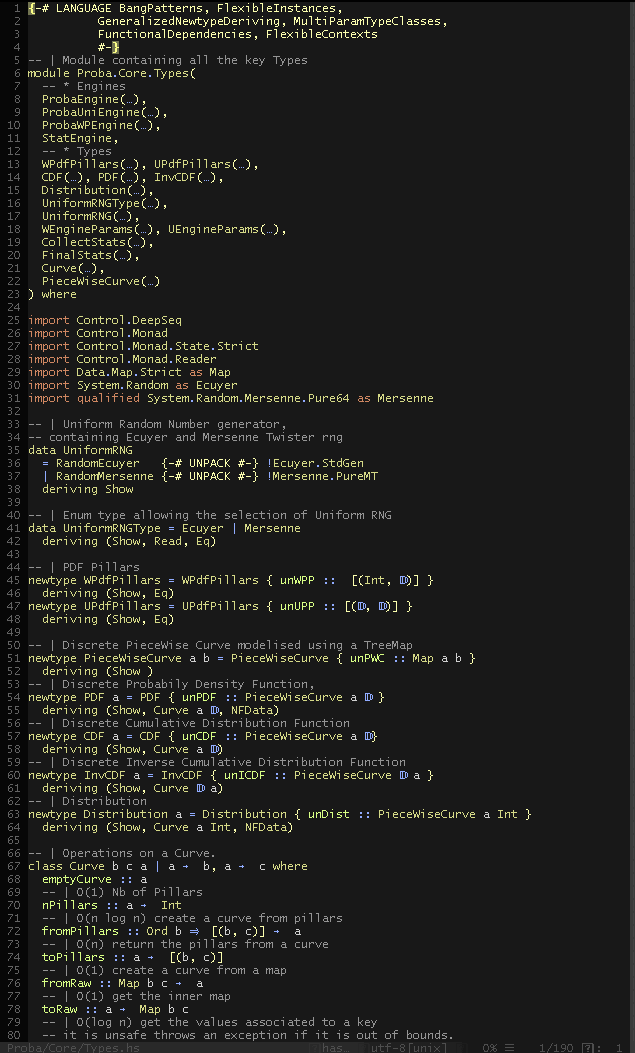 1 {-# LANGUAGE BangPatterns, FlexibleInstances,
2 GeneralizedNewtypeDeriving, MultiParamTypeClasses,
3 FunctionalDependencies, FlexibleContexts
4 #-}
5 -- | Module containing all the key Types
6 module Proba.Core.Types(
7 -- * Engines
8 ProbaEngine(…),
9 ProbaUniEngine(…),
10 ProbaWPEngine(…),
11 StatEngine,
12 -- * Types
13 WPdfPillars(…), UPdfPillars(…),
14 CDF(…), PDF(…), InvCDF(…),
15 Distribution(…),
16 UniformRNGType(…),
17 UniformRNG(…),
18 WEngineParams(…), UEngineParams(…),
19 CollectStats(…),
20 FinalStats(…),
21 Curve(…),
22 PieceWiseCurve(…)
23 ) where
24
25 import Control.DeepSeq
26 import Control.Monad
27 import Control.Monad.State.Strict
28 import Control.Monad.Reader
29 import Data.Map.Strict as Map
30 import System.Random as Ecuyer
31 import qualified System.Random.Mersenne.Pure64 as Mersenne
32
33 -- | Uniform Random Number generator,
34 -- containing Ecuyer and Mersenne Twister rng
35 data UniformRNG
36 = RandomEcuyer {-# UNPACK #-} !Ecuyer.StdGen
37 | RandomMersenne {-# UNPACK #-} !Mersenne.PureMT
38 deriving Show
39
40 -- | Enum type allowing the selection of Uniform RNG
41 data UniformRNGType = Ecuyer | Mersenne
42 deriving (Show, Read, Eq)
43
44 -- | PDF Pillars
45 newtype WPdfPillars = WPdfPillars { unWPP :: [(Int, 𝔻)] }
46 deriving (Show, Eq)
47 newtype UPdfPillars = UPdfPillars { unUPP :: [(𝔻, 𝔻)] }
48 deriving (Show, Eq)
49
50 -- | Discrete PieceWise Curve modelised using a TreeMap
51 newtype PieceWiseCurve a b = PieceWiseCurve { unPWC :: Map a b }
52 deriving (Show )
53 -- | Discrete Probabily Density Function,
54 newtype PDF a = PDF { unPDF :: PieceWiseCurve a 𝔻 }
55 deriving (Show, Curve a 𝔻, NFData)
56 -- | Discrete Cumulative Distribution Function
57 newtype CDF a = CDF { unCDF :: PieceWiseCurve a 𝔻}
58 deriving (Show, Curve a 𝔻)
59 -- | Discrete Inverse Cumulative Distribution Function
60 newtype InvCDF a = InvCDF { unICDF :: PieceWiseCurve 𝔻 a }
61 deriving (Show, Curve 𝔻 a)
62 -- | Distribution
63 newtype Distribution a = Distribution { unDist :: PieceWiseCurve a Int }
64 deriving (Show, Curve a Int, NFData)
65
66 -- | Operations on a Curve.
67 class Curve b c a | a → b, a → c where
68 emptyCurve :: a
69 -- | O(1) Nb of Pillars
70 nPillars :: a → Int
71 -- | O(n log n) create a curve from pillars
72 fromPillars :: Ord b ⇒ [(b, c)] → a
73 -- | O(n) return the pillars from a curve
74 toPillars :: a → [(b, c)]
75 -- | O(1) create a curve from a map
76 fromRaw :: Map b c → a
77 -- | O(1) get the inner map
78 toRaw :: a → Map b c
79 -- | O(log n) get the values associated to a key
80 -- it is unsafe throws an exception if it is out of bounds.
Proba/Core/Types.hs has… utf-8[unix] 0% ☰ 1/190 : 1